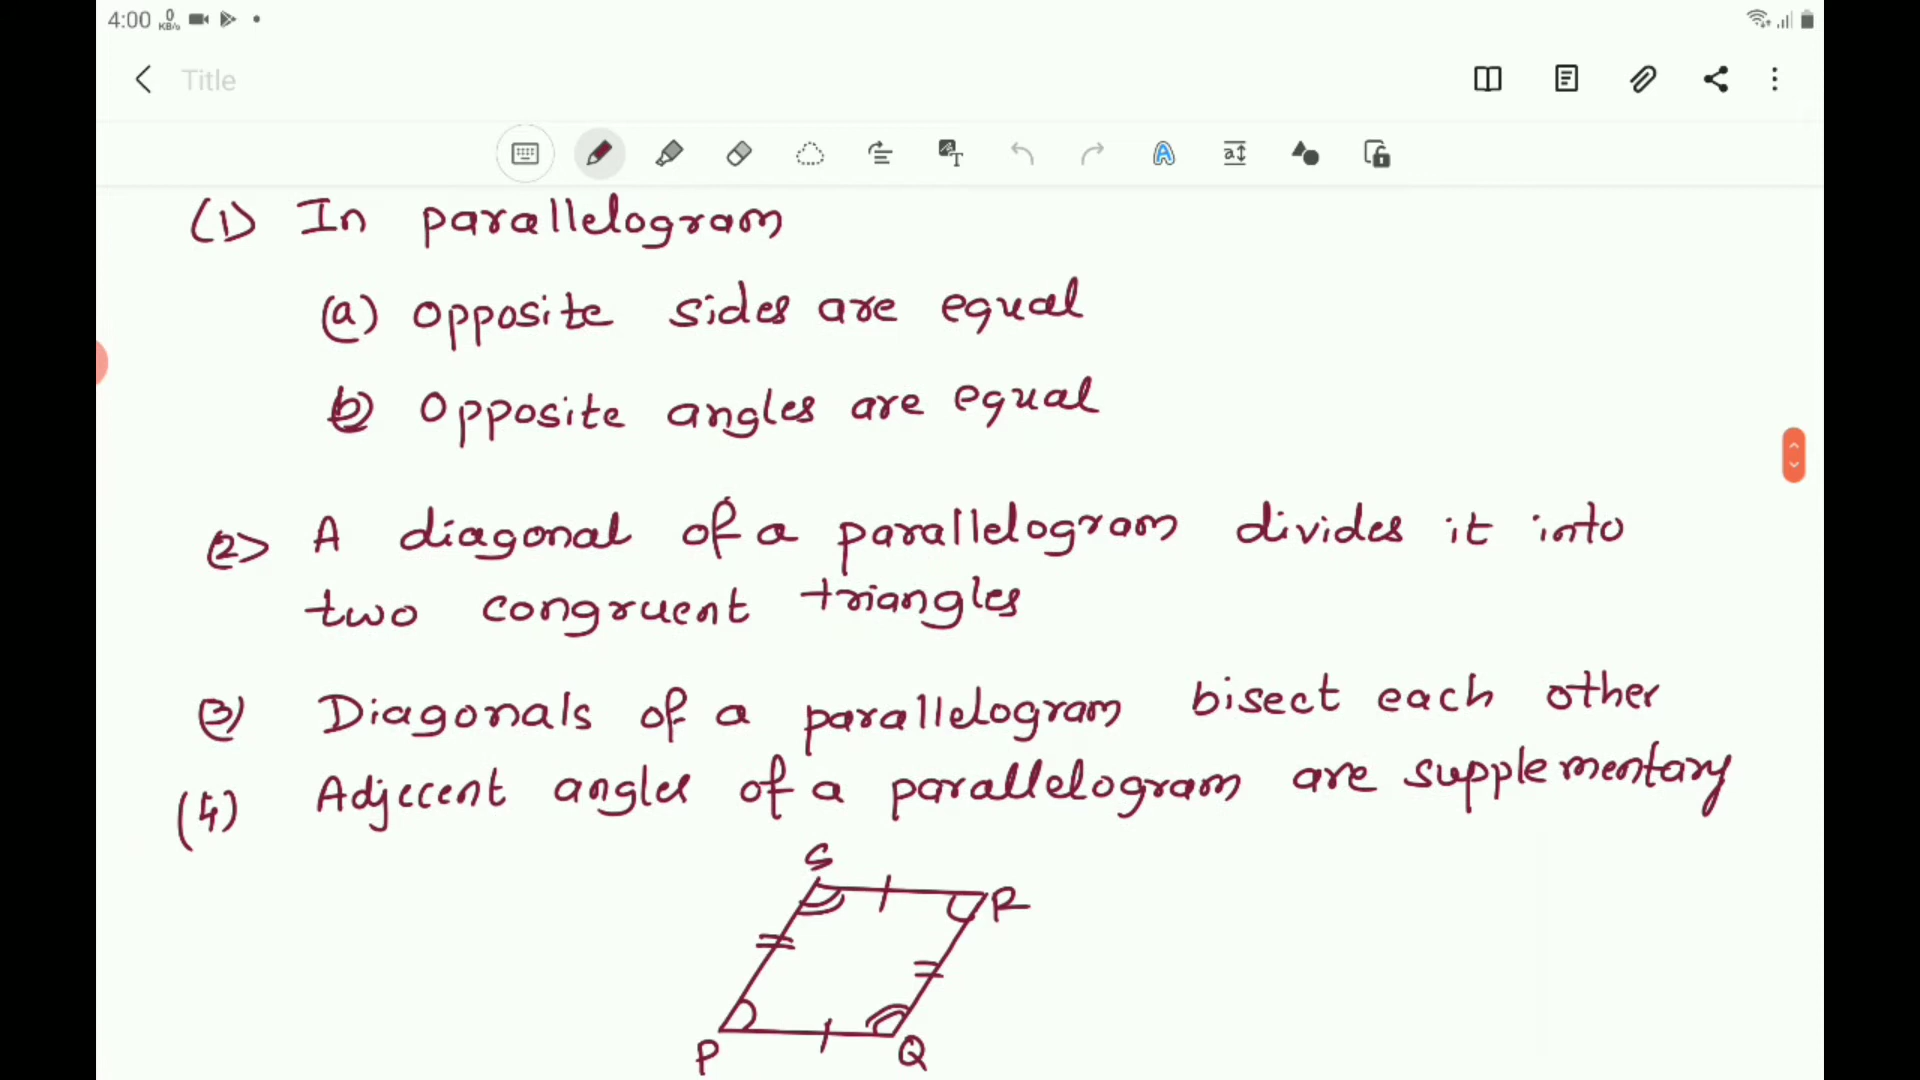 4:00 0 KB/s
Title
(1) In parallelogram
(a) opposite sides are equal
(b) Opposite angles are equal
(2) A diagonal of a parallelogram divides it into
two congruent triangles
(3) Diagonals of a parallelogram bisect each other
(4) Adjecent angles of a parallelogram are supplementary
S
R
P
Q